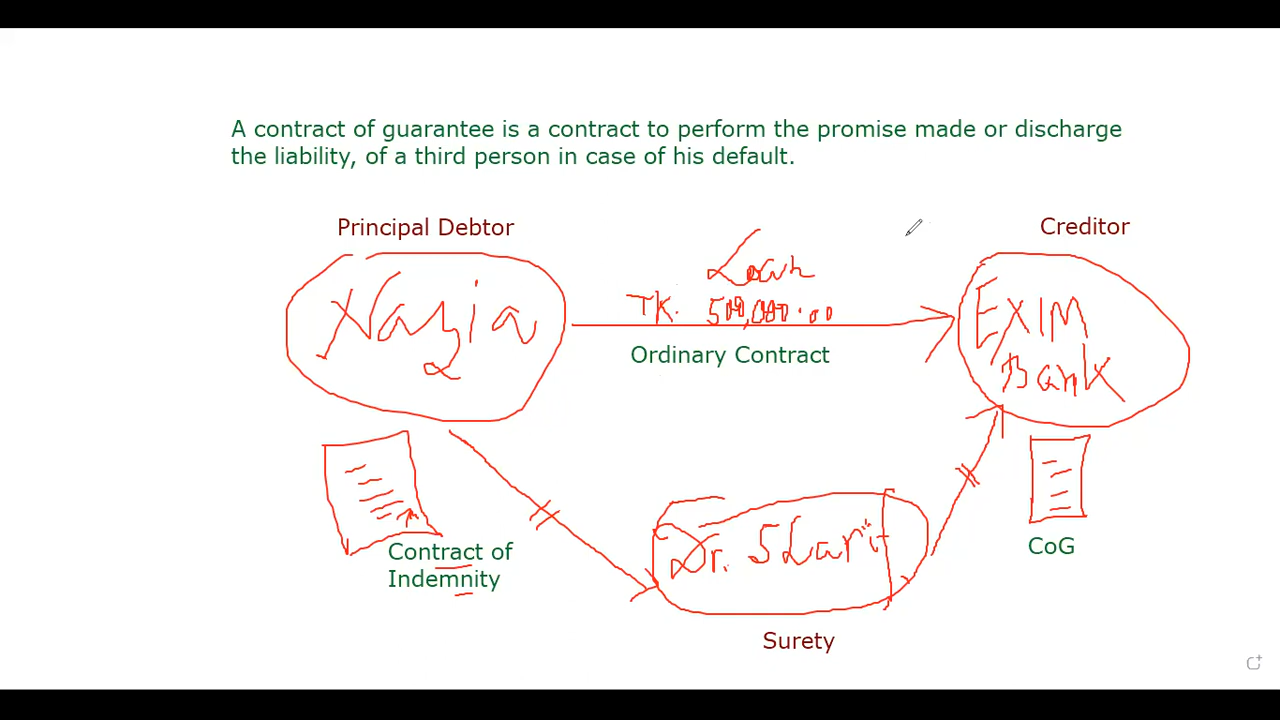 A contract of guarantee is a contract to perform the promise made or discharge
the liability, of a third person in case of his default.
Principal Debtor
Creditor
Loan
TK. 500,000.00
Nazia
EXIM
Bank
Ordinary Contract
Contract of
Indemnity
Dr.
CoG
Surety